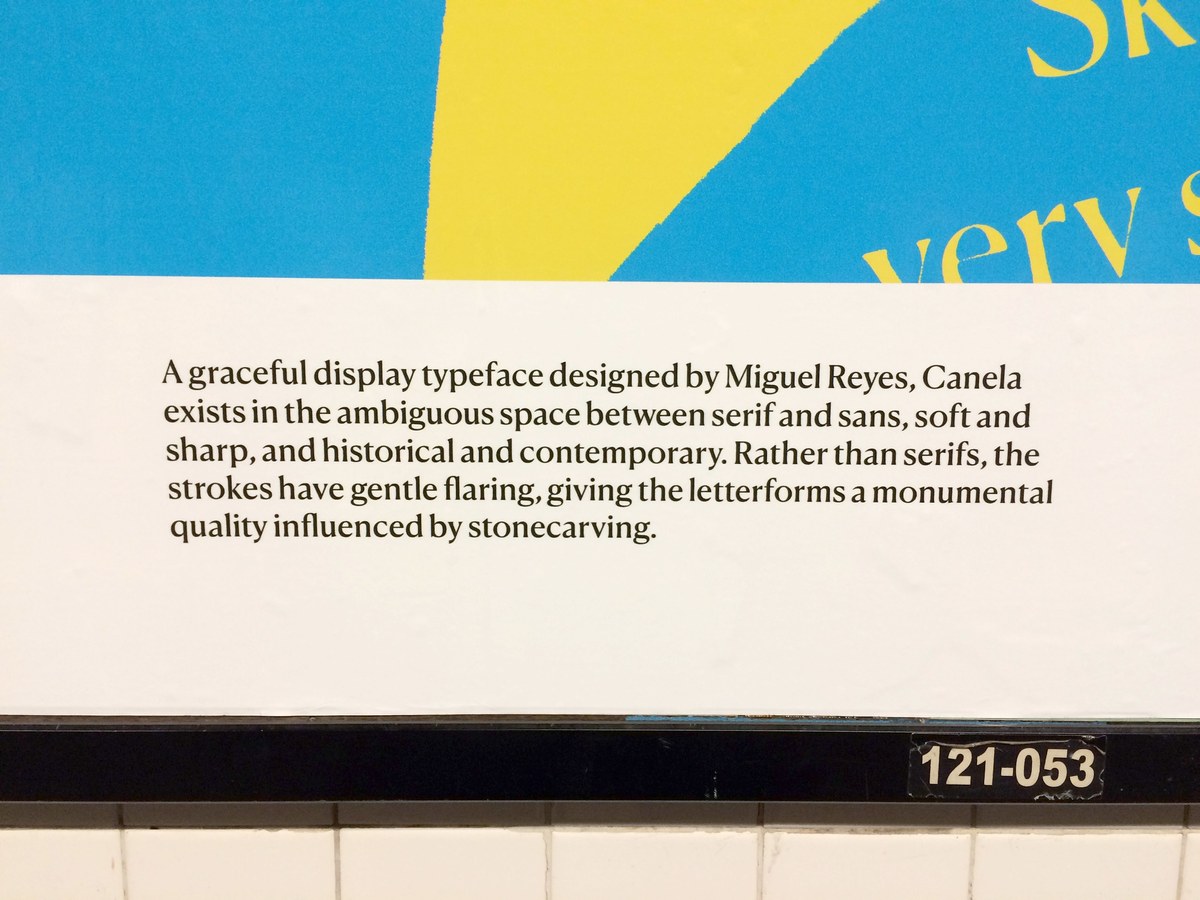 Sk
very s
A graceful display typeface designed by Miguel Reyes, Canela
exists in the ambiguous space between serif and sans, soft and
sharp, and historical and contemporary. Rather than serifs, the
strokes have gentle flaring, giving the letterforms a monumental
quality influenced by stonecarving.
121-053